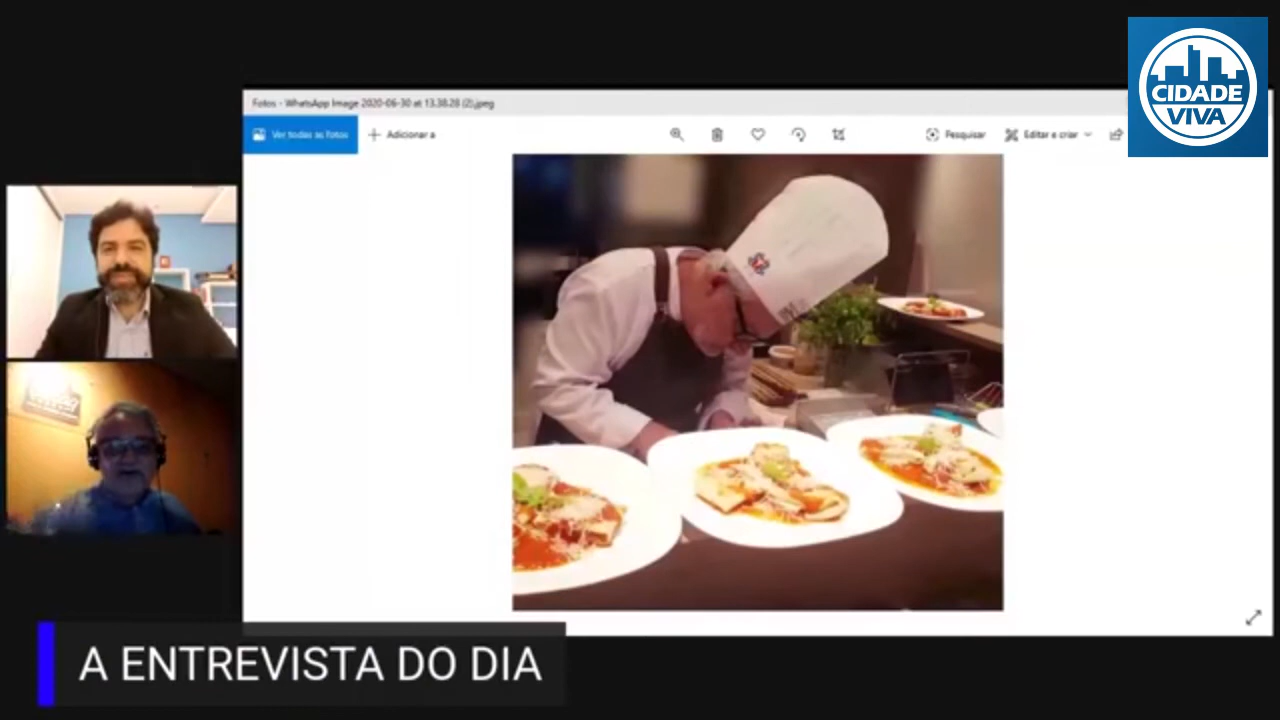 CIDADE
VIVA
Fotos - WhatsApp Image 2020-06-30 at 13.38.28 (2).jpeg
Ver todas as fotos
Adicionar a
Pesquisar
Editar e criar
A ENTREVISTA DO DIA